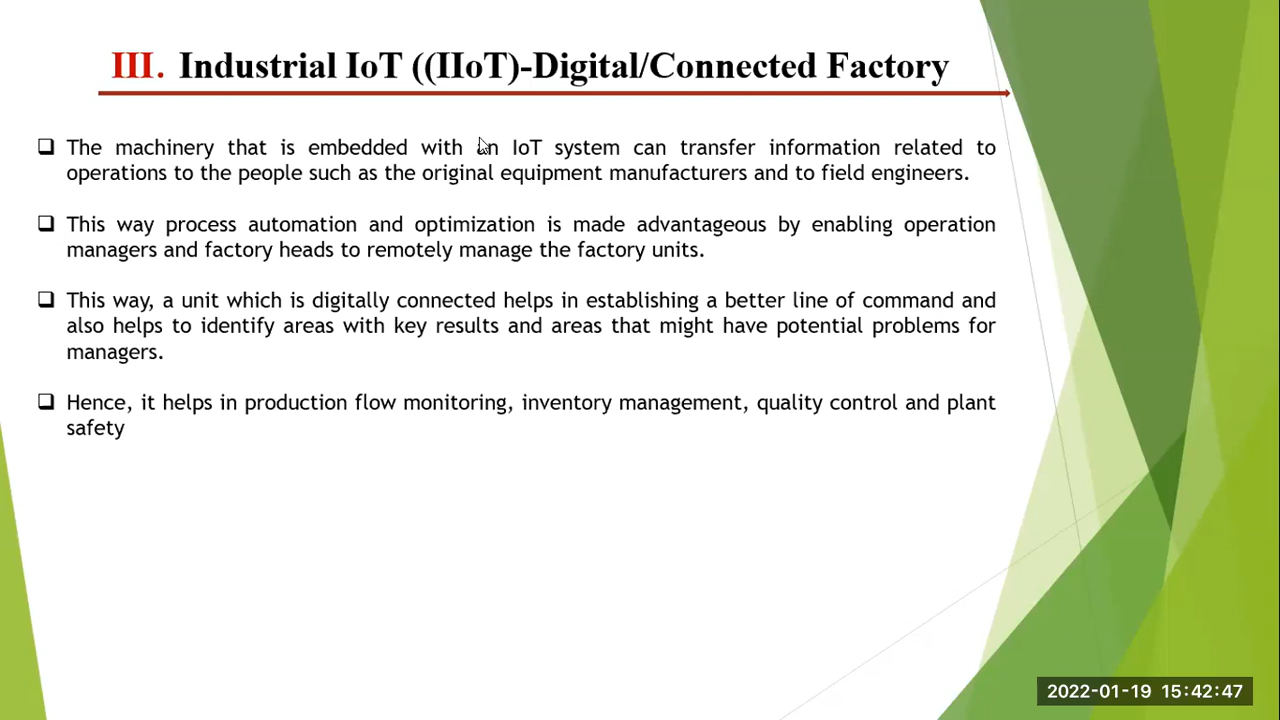 III. Industrial IoT ((IIoT)-Digital/Connected Factory
The machinery that is embedded with an IoT system can transfer information related to
operations to the people such as the original equipment manufacturers and to field engineers.
This way process automation and optimization is made advantageous by enabling operation
managers and factory heads to remotely manage the factory units.
This way, a unit which is digitally connected helps in establishing a better line of command and
also helps to identify areas with key results and areas that might have potential problems for
managers.
Hence, it helps in production flow monitoring, inventory management, quality control and plant
safety
2022-01-19 15:42:47